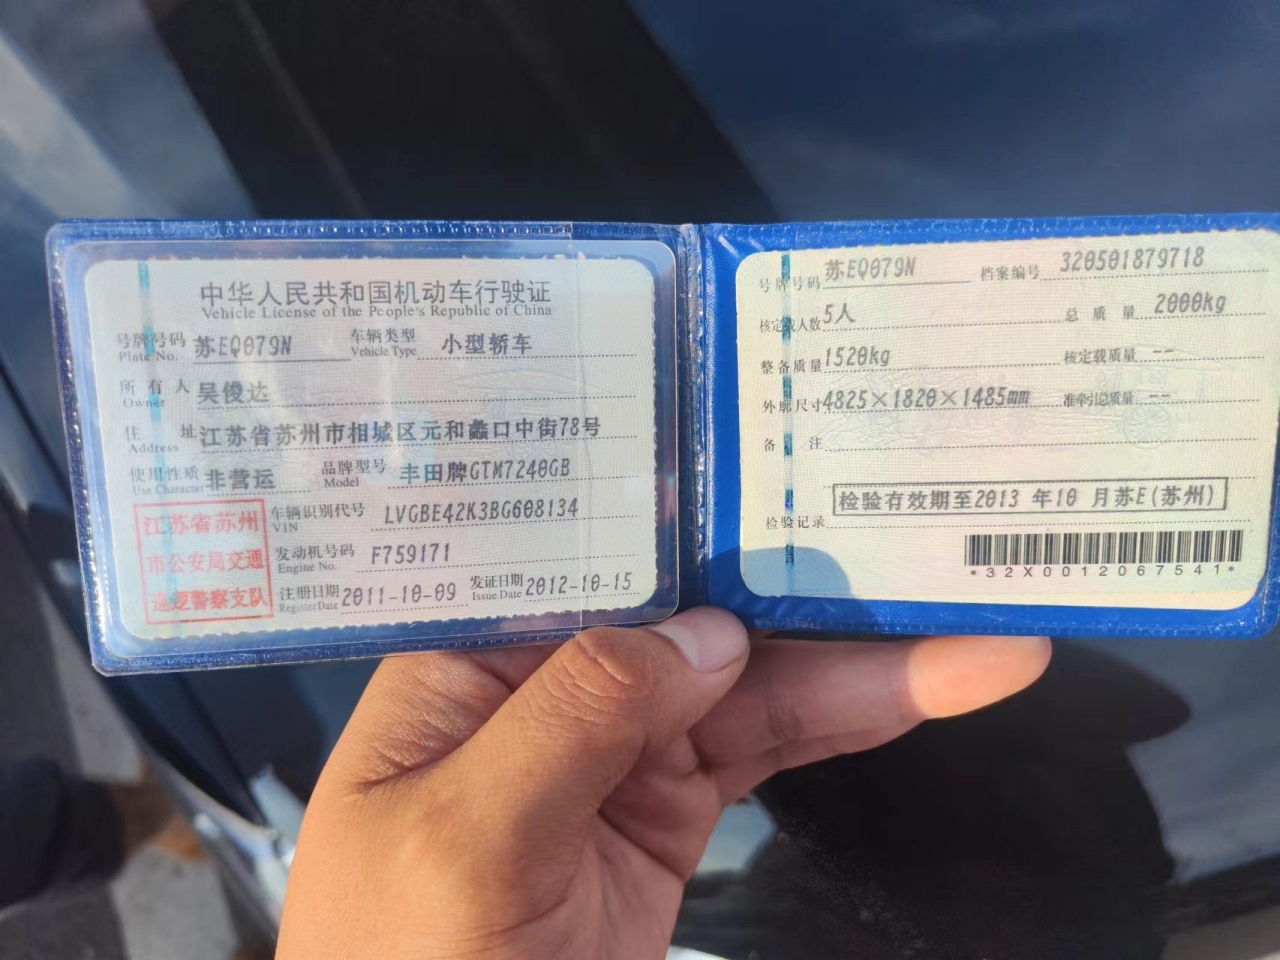 中华人民共和国机动车行驶证
Vehicle License of the People's Republic of China
号牌号码 苏EQ079N 车辆类型 小型轿车
Plate No. Vehicle Type
所有人 吴俊达
Owner
住址 江苏省苏州市相城区元和蠡口中街78号
Address
使用性质 非营运 品牌型号 丰田牌GTM7240GB
Use Character Model
江苏省苏州
市公安局交通
巡逻警察支队
车辆识别代号 LVGBE42K3BG608134
VIN
发动机号码 F759171
Engine No.
注册日期 2011-10-09 发证日期 2012-10-15
Register Date Issue Date
号牌号码 苏EQ079N 档案编号 320501879718
核定载人数 5人 总质量 2000kg
整备质量 1520kg 核定载质量 --
外廓尺寸 4825×1820×1485mm 准牵引总质量 --
备注
检验有效期至2013 年10 月苏E(苏州)
检验记录
*32X0012067541*